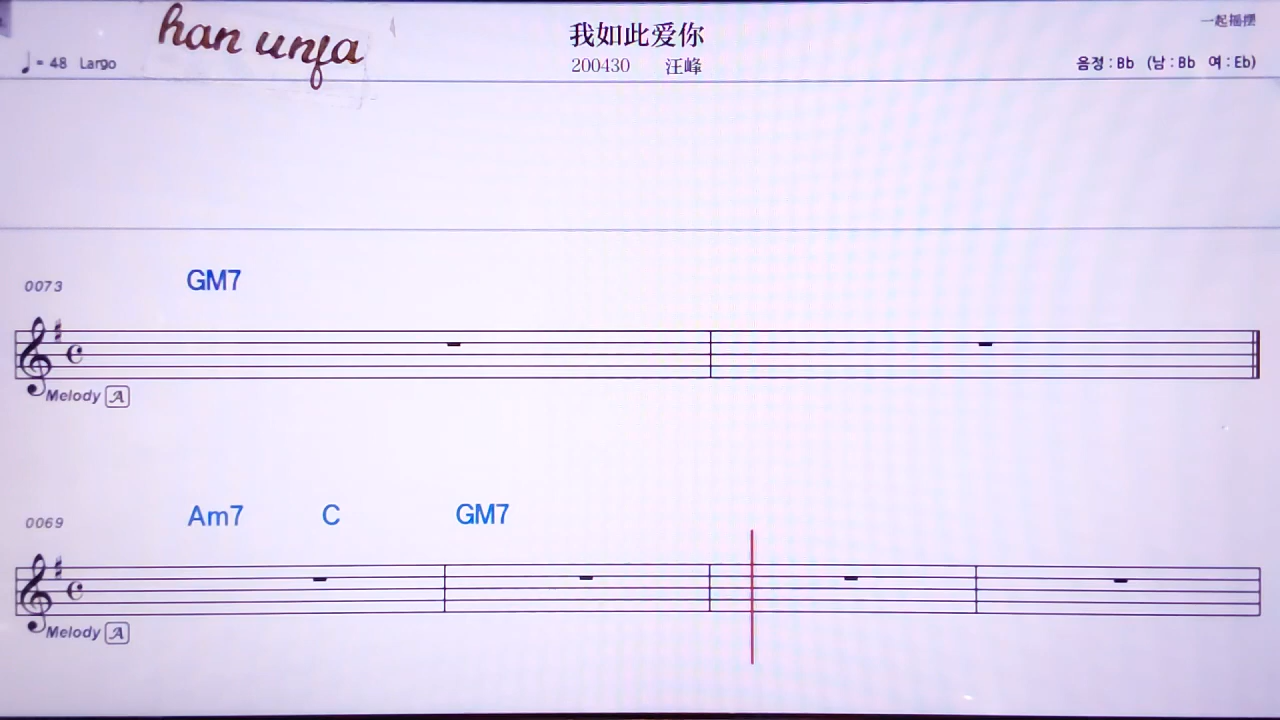 han unfa
我如此爱你
一起摇摆
♩= 48 Largo
200430 汪峰
음정 : Bb (남 : Bb 여 : Eb)
0073 GM7
Melody A
0069 Am7 C GM7
Melody A